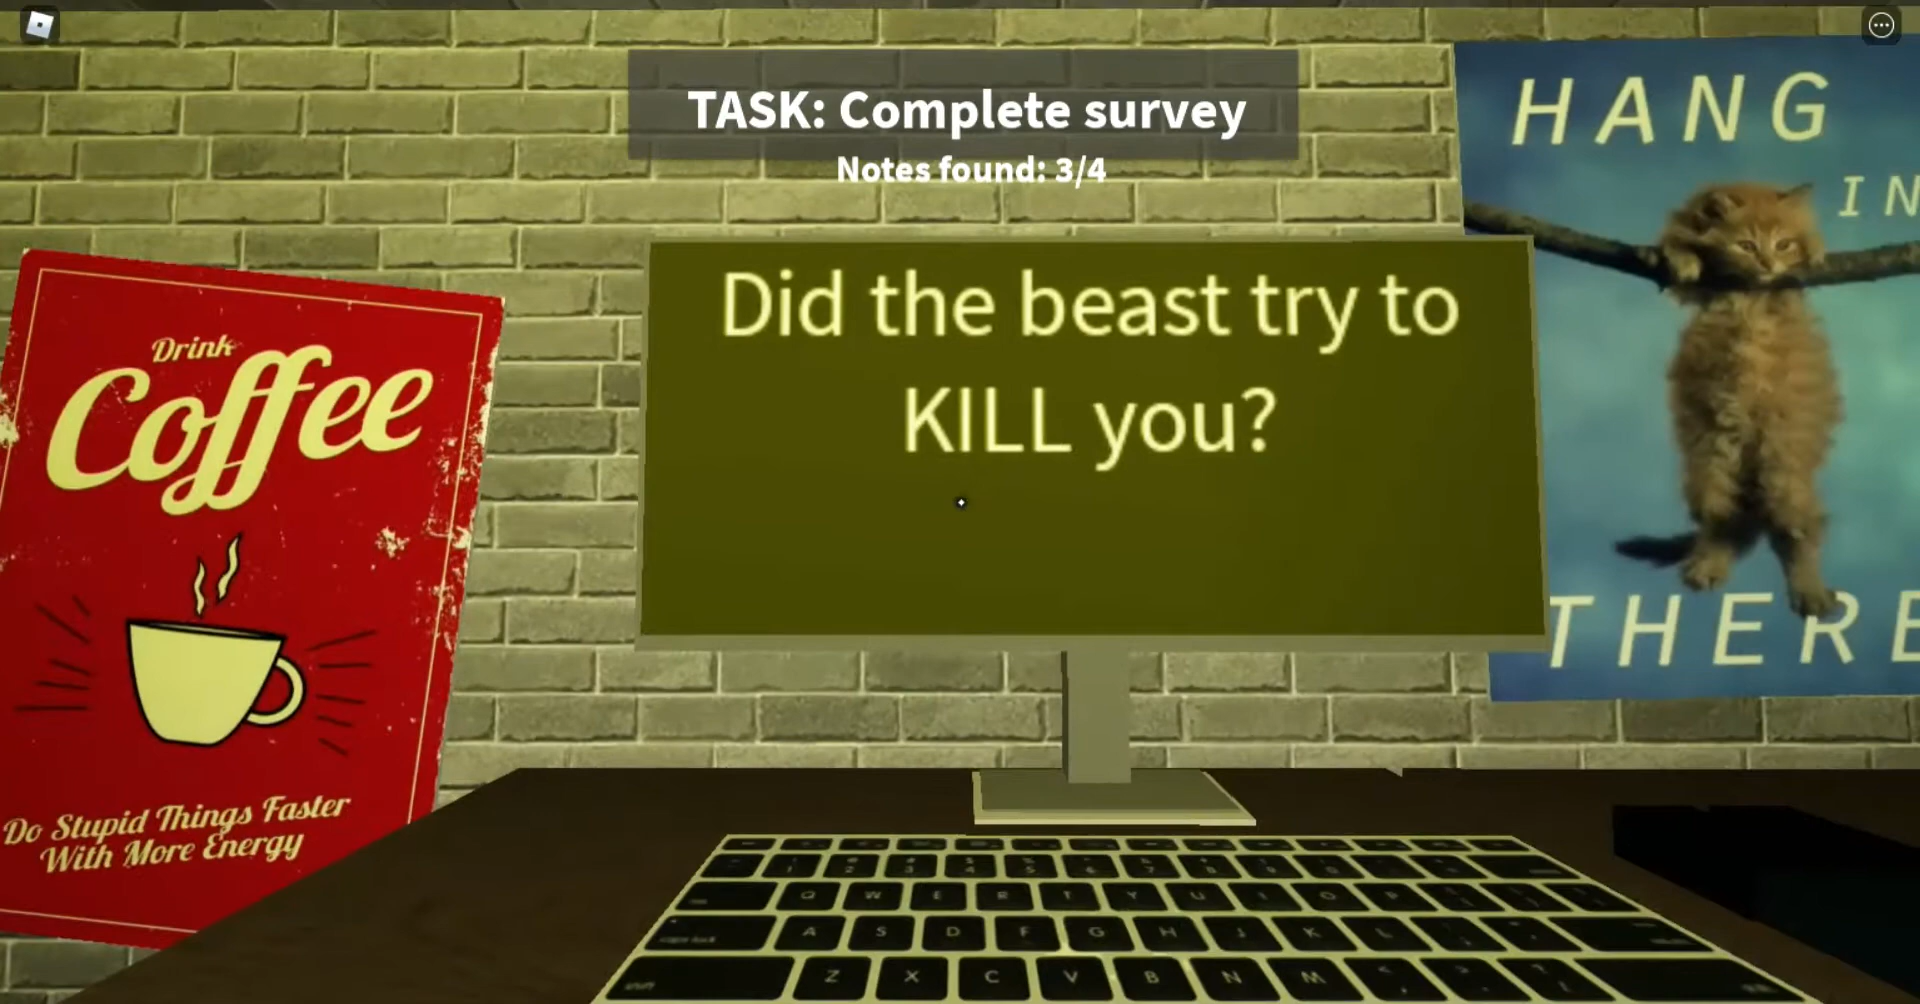 TASK: Complete survey
Notes found: 3/4
HANG
IN
THERE
Did the beast try to
KILL you?
Drink
Coffee
Do Stupid Things Faster
With More Energy
Q W E R T Y U I O P
A S D F G H J K L
Z X C V B N M